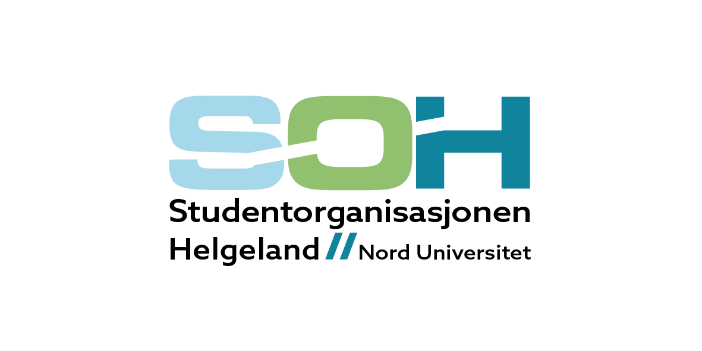 SOH
Studentorganisasjonen
Helgeland // Nord Universitet